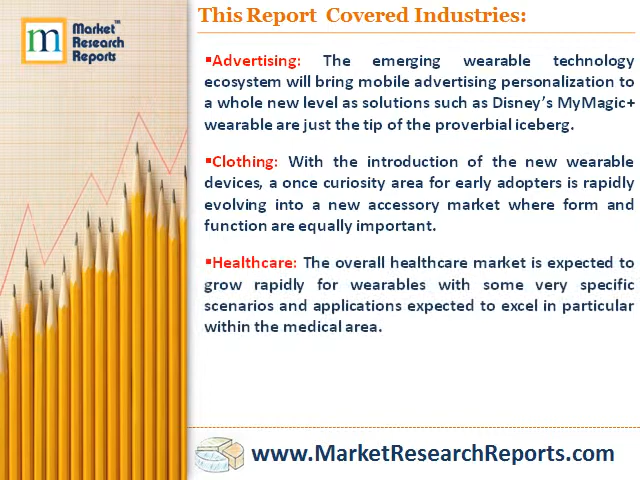 Market
Research
Reports
™
m
This Report Covered Industries:
▪Advertising: The emerging wearable technology
ecosystem will bring mobile advertising personalization to
a whole new level as solutions such as Disney's MyMagic+
wearable are just the tip of the proverbial iceberg.
▪Clothing: With the introduction of the new wearable
devices, a once curiosity area for early adopters is rapidly
evolving into a new accessory market where form and
function are equally important.
▪Healthcare: The overall healthcare market is expected to
grow rapidly for wearables with some very specific
scenarios and applications expected to excel in particular
within the medical area.
www.MarketResearchReports.com